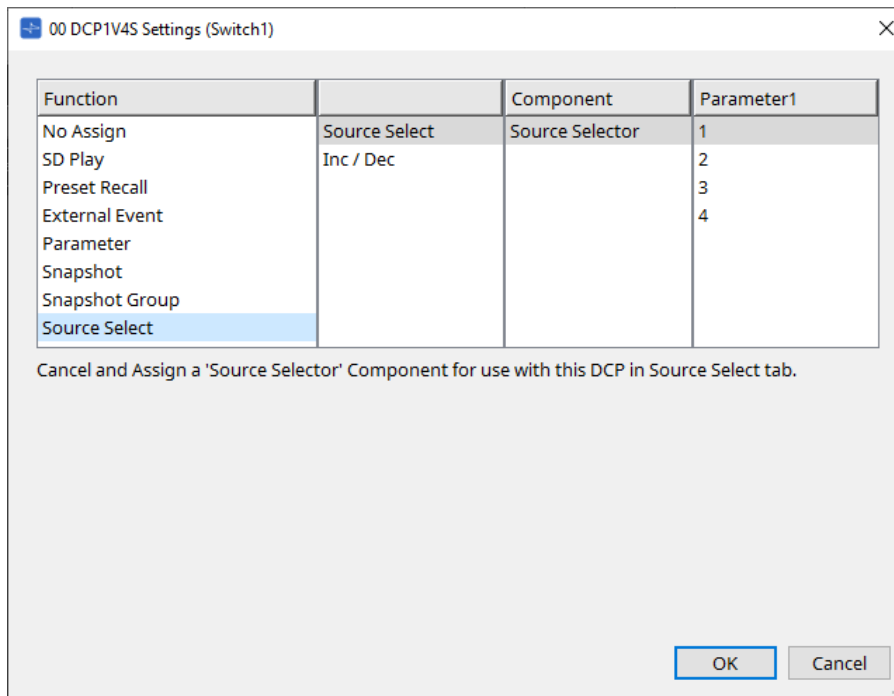 00 DCP1V4S Settings (Switch1)
Function Component Parameter1
No Assign Source Select Source Selector 1
SD Play Inc / Dec 2
Preset Recall 3
External Event 4
Parameter
Snapshot
Snapshot Group
Source Select
Cancel and Assign a 'Source Selector' Component for use with this DCP in Source Select tab.
OK Cancel